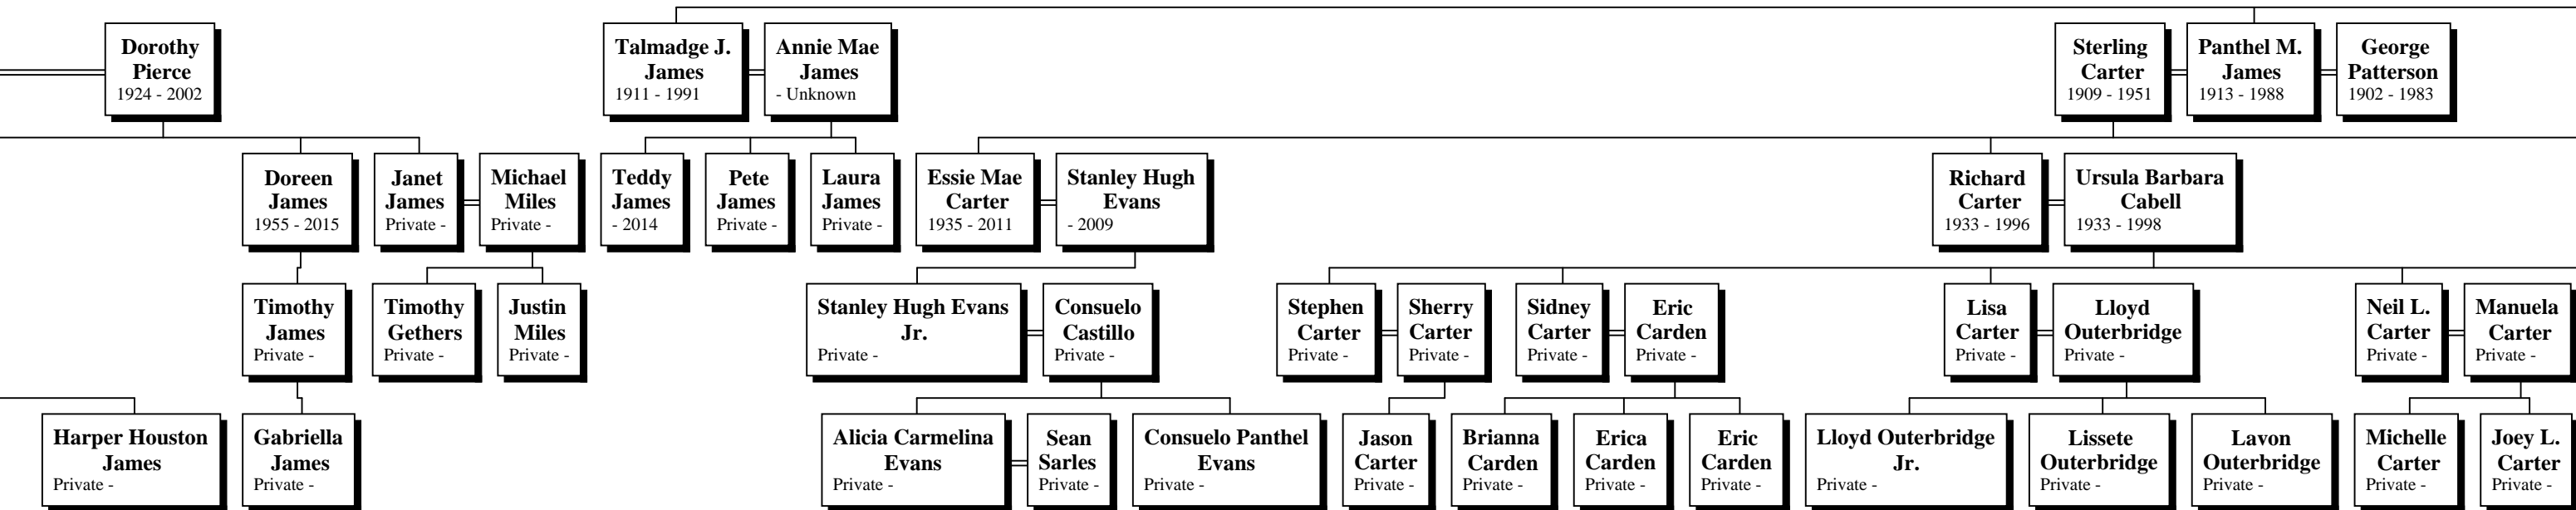 Dorothy
Pierce
1924 - 2002
Talmadge J.
James
1911 - 1991
Annie Mae
James
- Unknown
Sterling
Carter
1909 - 1951
Panthel M.
James
1913 - 1988
George
Patterson
1902 - 1983
Doreen
James
1955 - 2015
Janet
James
Private -
Michael
Miles
Private -
Teddy
James
- 2014
Pete
James
Private -
Laura
James
Private -
Essie Mae
Carter
1935 - 2011
Stanley Hugh
Evans
- 2009
Richard
Carter
1933 - 1996
Ursula Barbara
Cabell
1933 - 1998
Timothy
James
Private -
Timothy
Gethers
Private -
Justin
Miles
Private -
Stanley Hugh Evans
Jr.
Private -
Consuelo
Castillo
Private -
Stephen
Carter
Private -
Sherry
Carter
Private -
Sidney
Carter
Private -
Eric
Carden
Private -
Lisa
Carter
Private -
Lloyd
Outerbridge
Private -
Neil L.
Carter
Private -
Manuela
Carter
Private -
Harper Houston
James
Private -
Gabriella
James
Private -
Alicia Carmelina
Evans
Private -
Sean
Sarles
Private -
Consuelo Panthel
Evans
Private -
Jason
Carter
Private -
Brianna
Carden
Private -
Erica
Carden
Private -
Eric
Carden
Private -
Lloyd Outerbridge
Jr.
Private -
Lissete
Outerbridge
Private -
Lavon
Outerbridge
Private -
Michelle
Carter
Private -
Joey L.
Carter
Private -